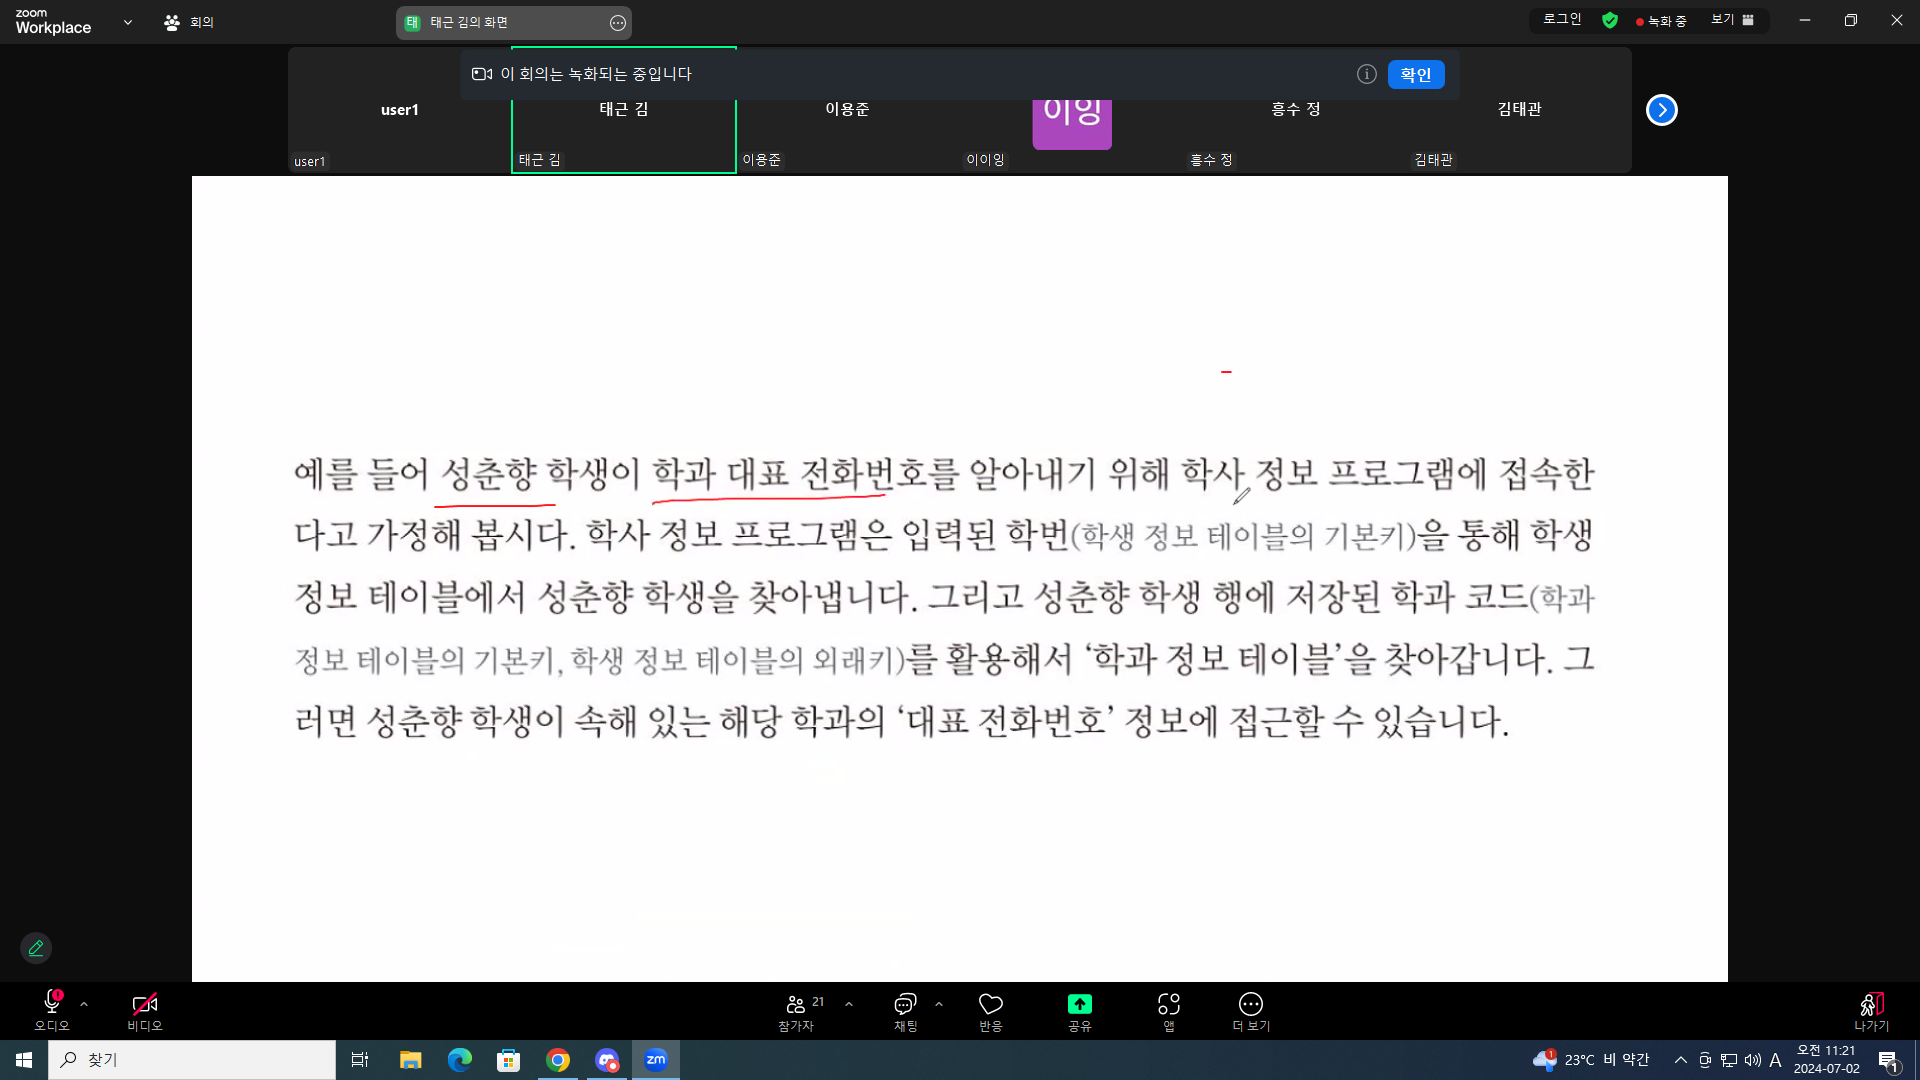 zoom
Workplace
회의
태 태근 김의 화면
로그인
녹화 중
보기
이 회의는 녹화되는 중입니다
확인
user1
태근 김
이용준
이잉
흥수 정
김태관
user1
태근 김
이용준
이이잉
흥수 정
김태관
예를 들어 성춘향 학생이 학과 대표 전화번호를 알아내기 위해 학사 정보 프로그램에 접속한
다고 가정해 봅시다. 학사 정보 프로그램은 입력된 학번(학생 정보 테이블의 기본키)을 통해 학생
정보 테이블에서 성춘향 학생을 찾아냅니다. 그리고 성춘향 학생 행에 저장된 학과 코드(학과
정보 테이블의 기본키, 학생 정보 테이블의 외래키)를 활용해서 ‘학과 정보 테이블’을 찾아갑니다. 그
러면 성춘향 학생이 속해 있는 해당 학과의 ‘대표 전화번호’ 정보에 접근할 수 있습니다.
오디오
비디오
참가자
21
채팅
반응
공유
앱
더 보기
나가기
찾기
zm
1
23°C 비 약간
A
오전 11:21
2024-07-02
1